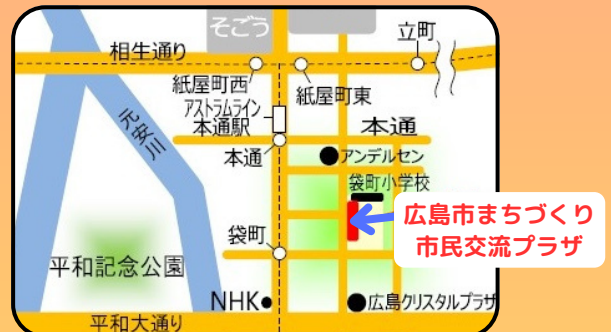 そごう
立町
相生通り
紙屋町西
紙屋町東
アストラムライン
本通駅
本通
本通
元安川
アンデルセン
袋町小学校
広島市まちづくり
市民交流プラザ
袋町
平和記念公園
NHK
広島クリスタルプラザ
平和大通り